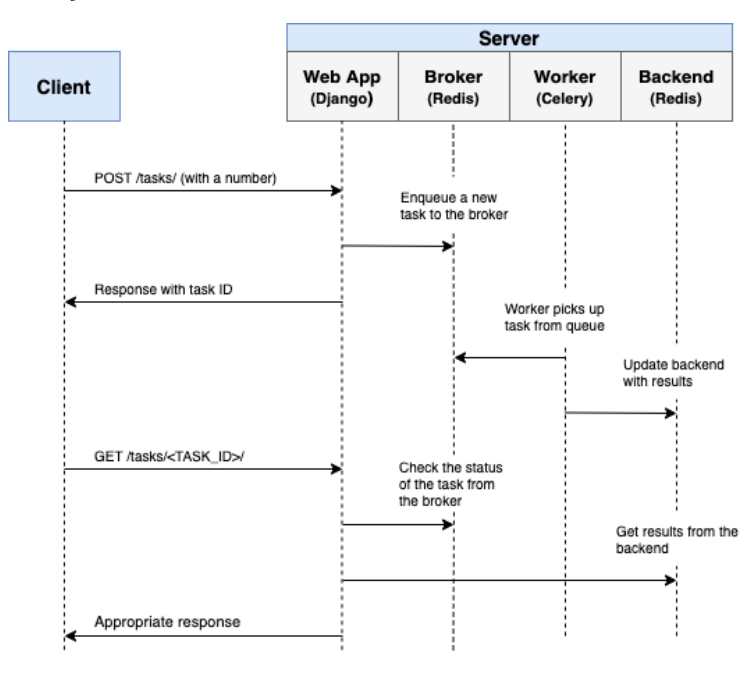 Server
Client
Web App
(Django)
Broker
(Redis)
Worker
(Celery)
Backend
(Redis)
POST /tasks/ (with a number)
Enqueue a new
task to the broker
Response with task ID
Worker picks up
task from queue
Update backend
with results
GET /tasks/<TASK_ID>/
Check the status
of the task from
the broker
Get results from the
backend
Appropriate response